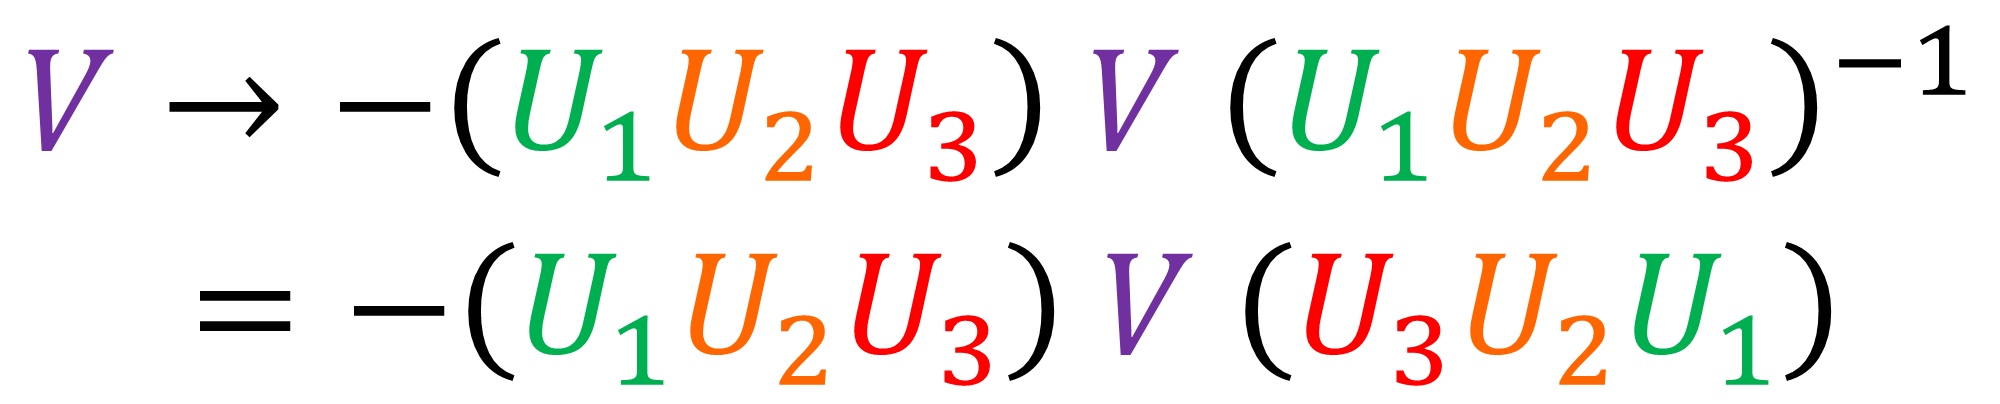 V → −(U₁U₂U₃) V (U₁U₂U₃)⁻¹
= −(U₁U₂U₃) V (U₃U₂U₁)